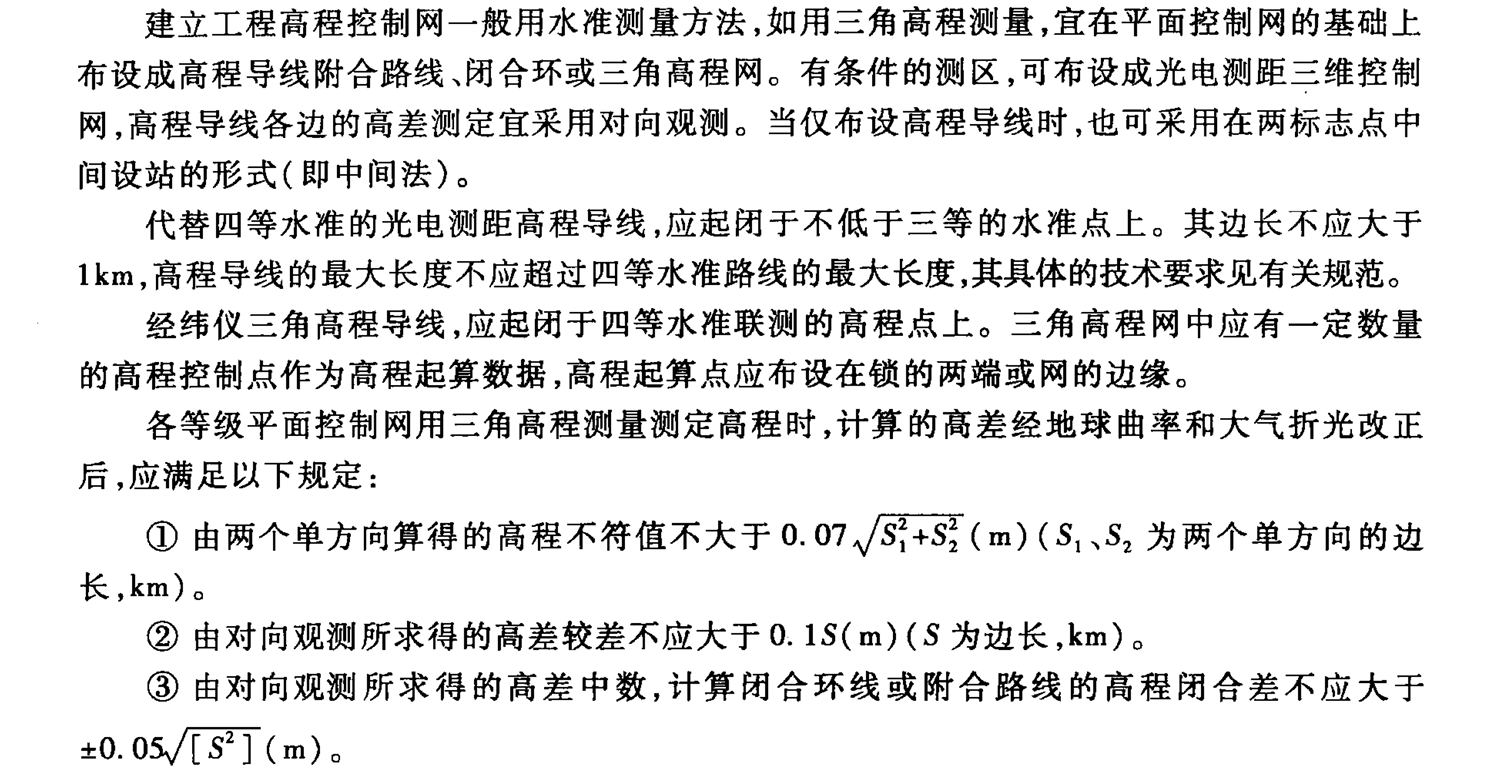 建立工程高程控制网一般用水准测量方法,如用三角高程测量,宜在平面控制网的基础上
布设成高程导线附合路线、闭合环或三角高程网。有条件的测区,可布设成光电测距三维控制
网,高程导线各边的高差测定宜采用对向观测。当仅布设高程导线时,也可采用在两标志点中
间设站的形式(即中间法)。
代替四等水准的光电测距高程导线,应起闭于不低于三等的水准点上。其边长不应大于
1km,高程导线的最大长度不应超过四等水准路线的最大长度,其具体的技术要求见有关规范。
经纬仪三角高程导线,应起闭于四等水准联测的高程点上。三角高程网中应有一定数量
的高程控制点作为高程起算数据,高程起算点应布设在锁的两端或网的边缘。
各等级平面控制网用三角高程测量测定高程时,计算的高差经地球曲率和大气折光改正
后,应满足以下规定:
① 由两个单方向算得的高程不符值不大于 0.07√(S₁²+S₂²) (m)(S₁、S₂ 为两个单方向的边
长,km)。
② 由对向观测所求得的高差较差不应大于 0.1S(m)(S 为边长,km)。
③ 由对向观测所求得的高差中数,计算闭合环线或附合路线的高程闭合差不应大于
±0.05√[S²](m)。